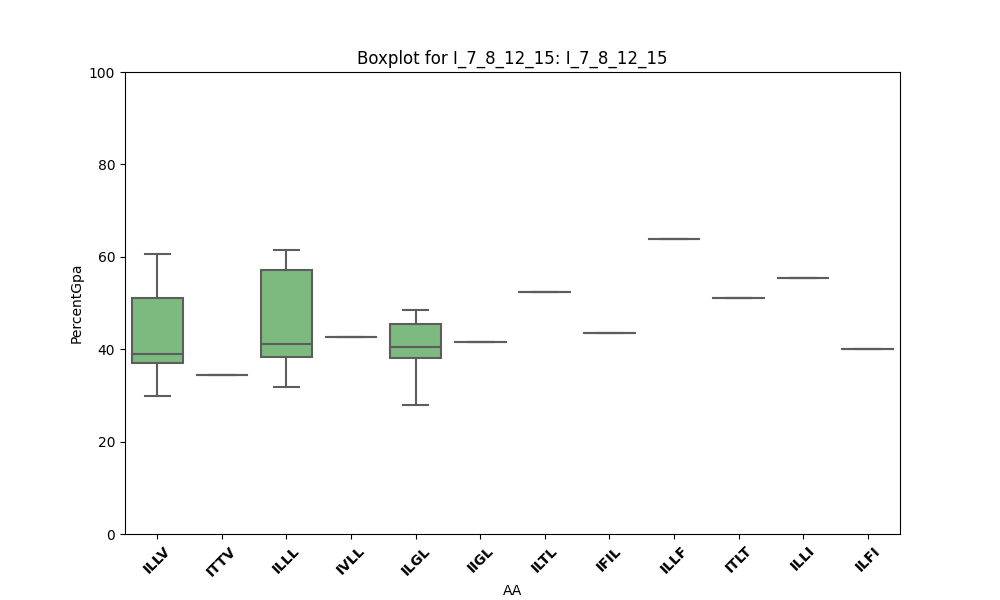 Boxplot for I_7_8_12_15: I_7_8_12_15
100
80
60
40
20
0
PercentGpa
ILLV
ITTV
ILLL
IVLL
ILGL
IIGL
ILTL
IFIL
ILLF
ITLT
ILLI
ILFI
AA